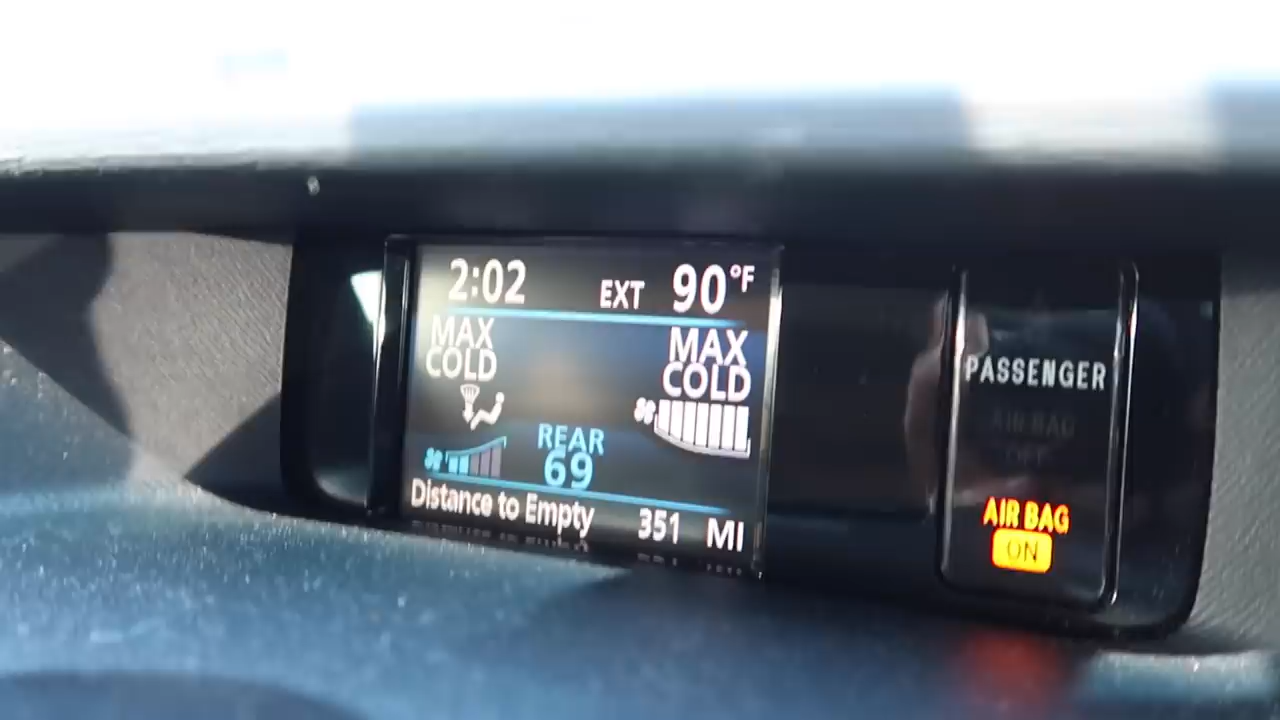 2:02 EXT 90°F
MAX COLD
MAX COLD
REAR
69
Distance to Empty 351 MI
PASSENGER
AIR BAG
OFF
AIR BAG
ON